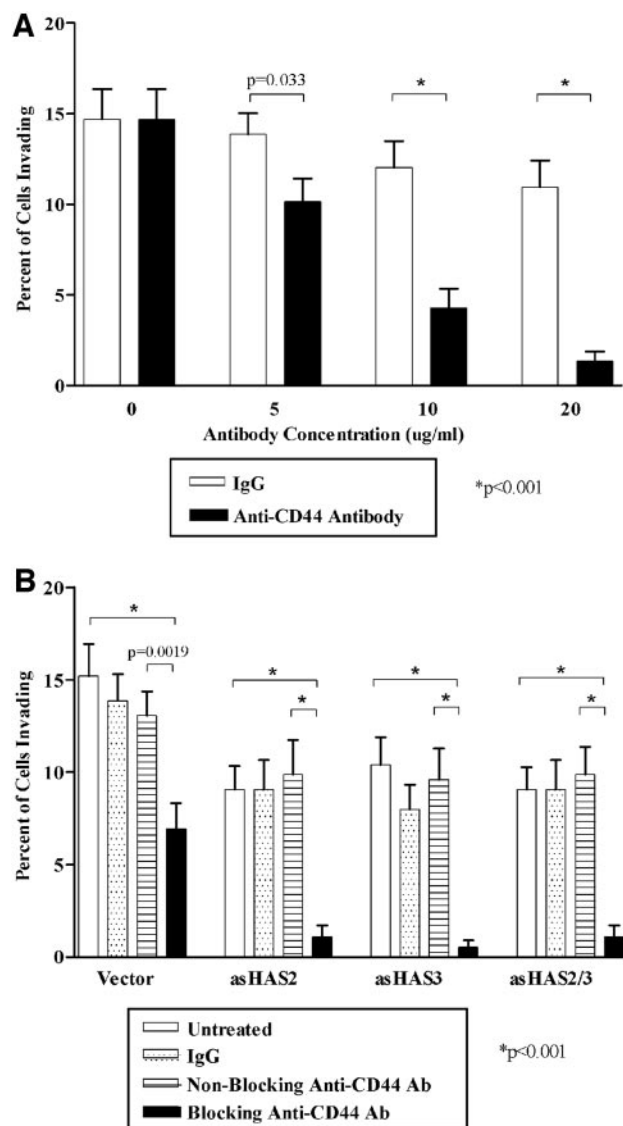 A
20
15
10
5
0
Percent of Cells Invading
p=0.033
*
*
0 5 10 20
Antibody Concentration (ug/ml)
IgG
Anti-CD44 Antibody
*p<0.001
B
20
15
10
5
0
Percent of Cells Invading
*
p=0.0019
*
*
*
*
*
*
Vector asHAS2 asHAS3 asHAS2/3
Untreated
IgG
Non-Blocking Anti-CD44 Ab
Blocking Anti-CD44 Ab
*p<0.001